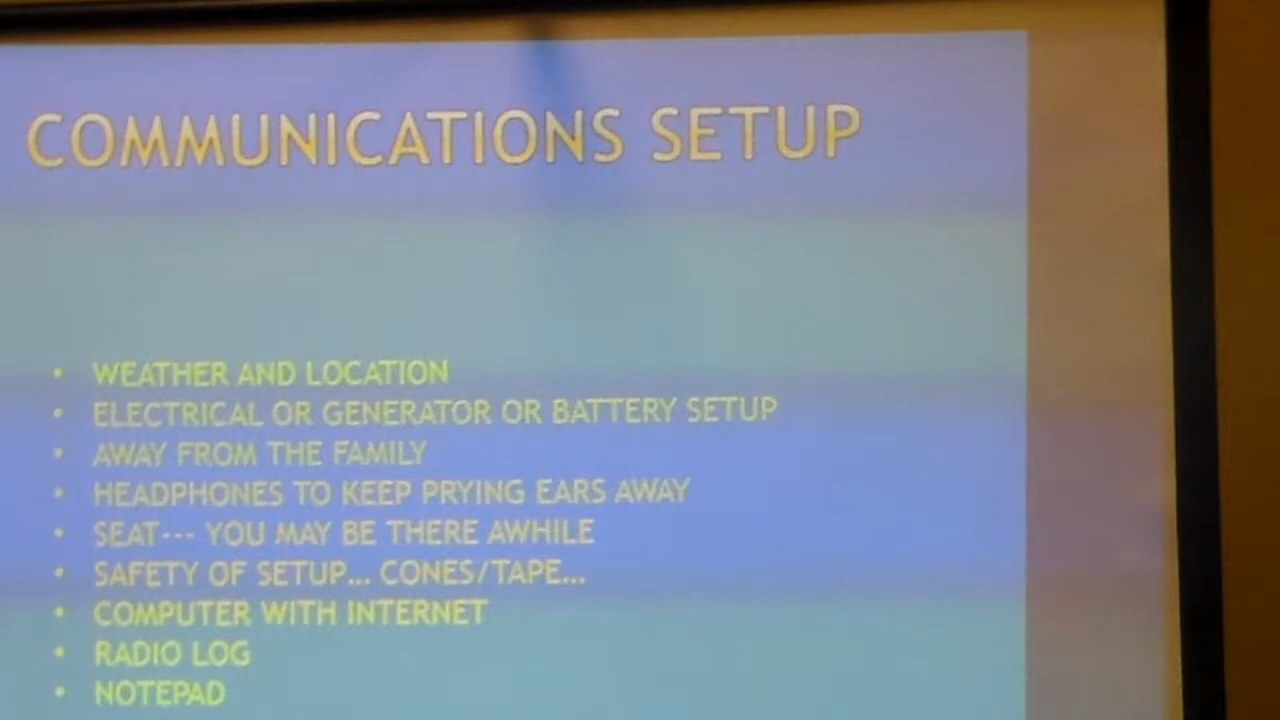 COMMUNICATIONS SETUP
• WEATHER AND LOCATION
• ELECTRICAL OR GENERATOR OR BATTERY SETUP
• AWAY FROM THE FAMILY
• HEADPHONES TO KEEP PRYING EARS AWAY
• SEAT--- YOU MAY BE THERE AWHILE
• SAFETY OF SETUP... CONES/TAPE...
• COMPUTER WITH INTERNET
• RADIO LOG
• NOTEPAD